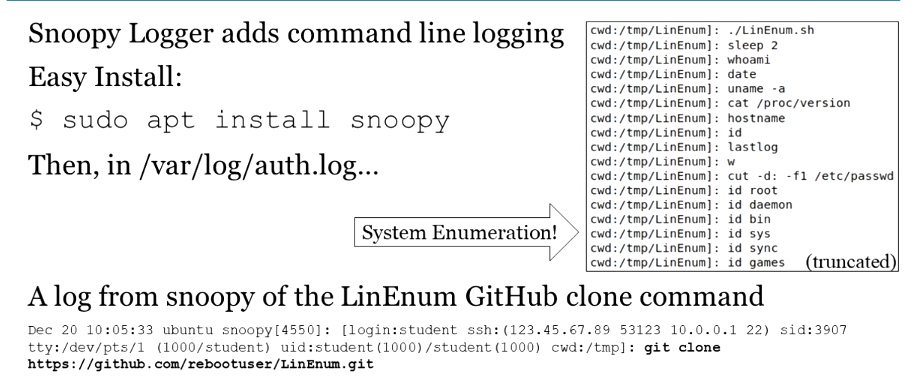 Snoopy Logger adds command line logging
Easy Install:
$ sudo apt install snoopy
Then, in /var/log/auth.log...
System Enumeration!
cwd:/tmp/LinEnum]: ./LinEnum.sh
cwd:/tmp/LinEnum]: sleep 2
cwd:/tmp/LinEnum]: whoami
cwd:/tmp/LinEnum]: date
cwd:/tmp/LinEnum]: uname -a
cwd:/tmp/LinEnum]: cat /proc/version
cwd:/tmp/LinEnum]: hostname
cwd:/tmp/LinEnum]: id
cwd:/tmp/LinEnum]: lastlog
cwd:/tmp/LinEnum]: w
cwd:/tmp/LinEnum]: cut -d: -f1 /etc/passwd
cwd:/tmp/LinEnum]: id root
cwd:/tmp/LinEnum]: id daemon
cwd:/tmp/LinEnum]: id bin
cwd:/tmp/LinEnum]: id sys
cwd:/tmp/LinEnum]: id sync
cwd:/tmp/LinEnum]: id games (truncated)
A log from snoopy of the LinEnum GitHub clone command
Dec 20 10:05:33 ubuntu snoopy[4550]: [login:student ssh:(123.45.67.89 53123 10.0.0.1 22) sid:3907
tty:/dev/pts/1 (1000/student) uid:student(1000)/student(1000) cwd:/tmp]: git clone
https://github.com/rebootuser/LinEnum.git